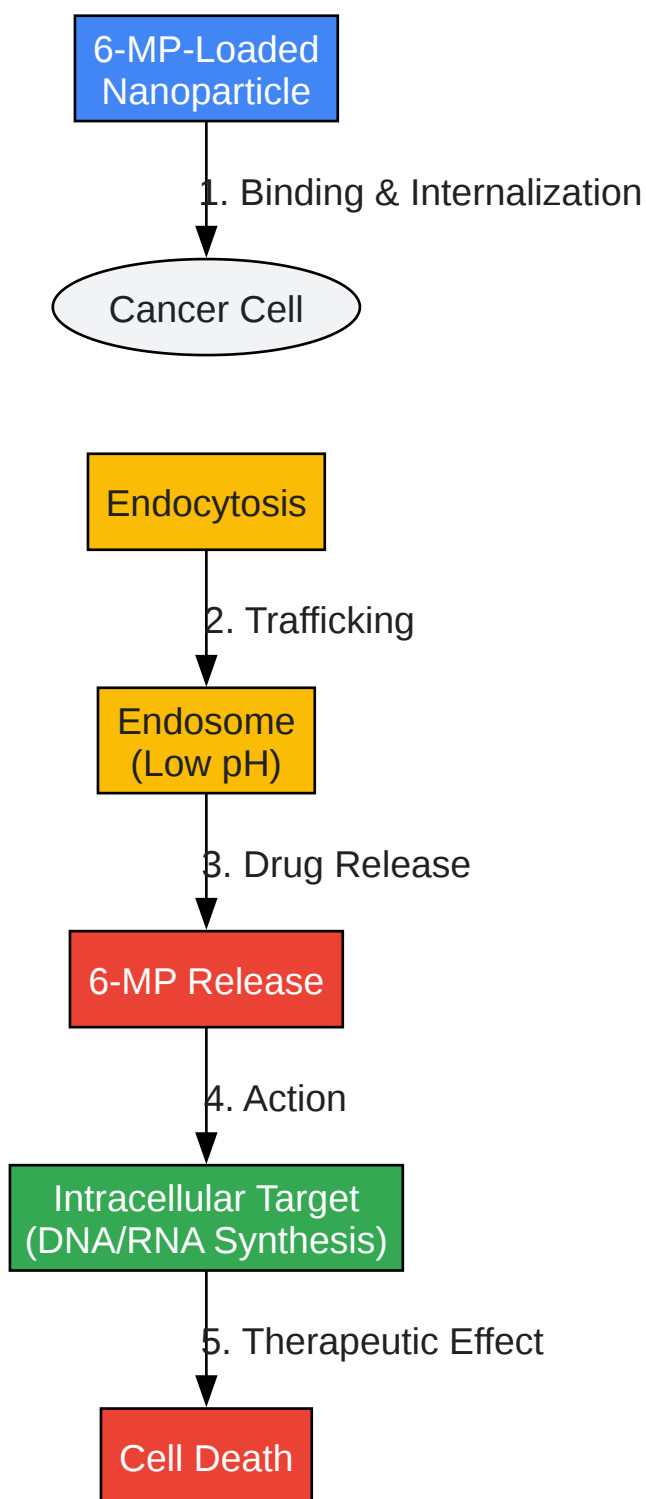 6-MP-Loaded
Nanoparticle
1. Binding & Internalization
Cancer Cell
Endocytosis
2. Trafficking
Endosome
(Low pH)
3. Drug Release
6-MP Release
4. Action
Intracellular Target
(DNA/RNA Synthesis)
5. Therapeutic Effect
Cell Death